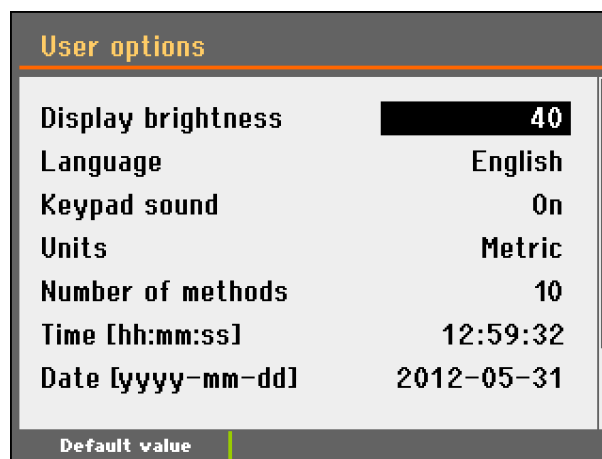 User options
Display brightness 40
Language English
Keypad sound On
Units Metric
Number of methods 10
Time [hh:mm:ss] 12:59:32
Date [yyyy-mm-dd] 2012-05-31
Default value